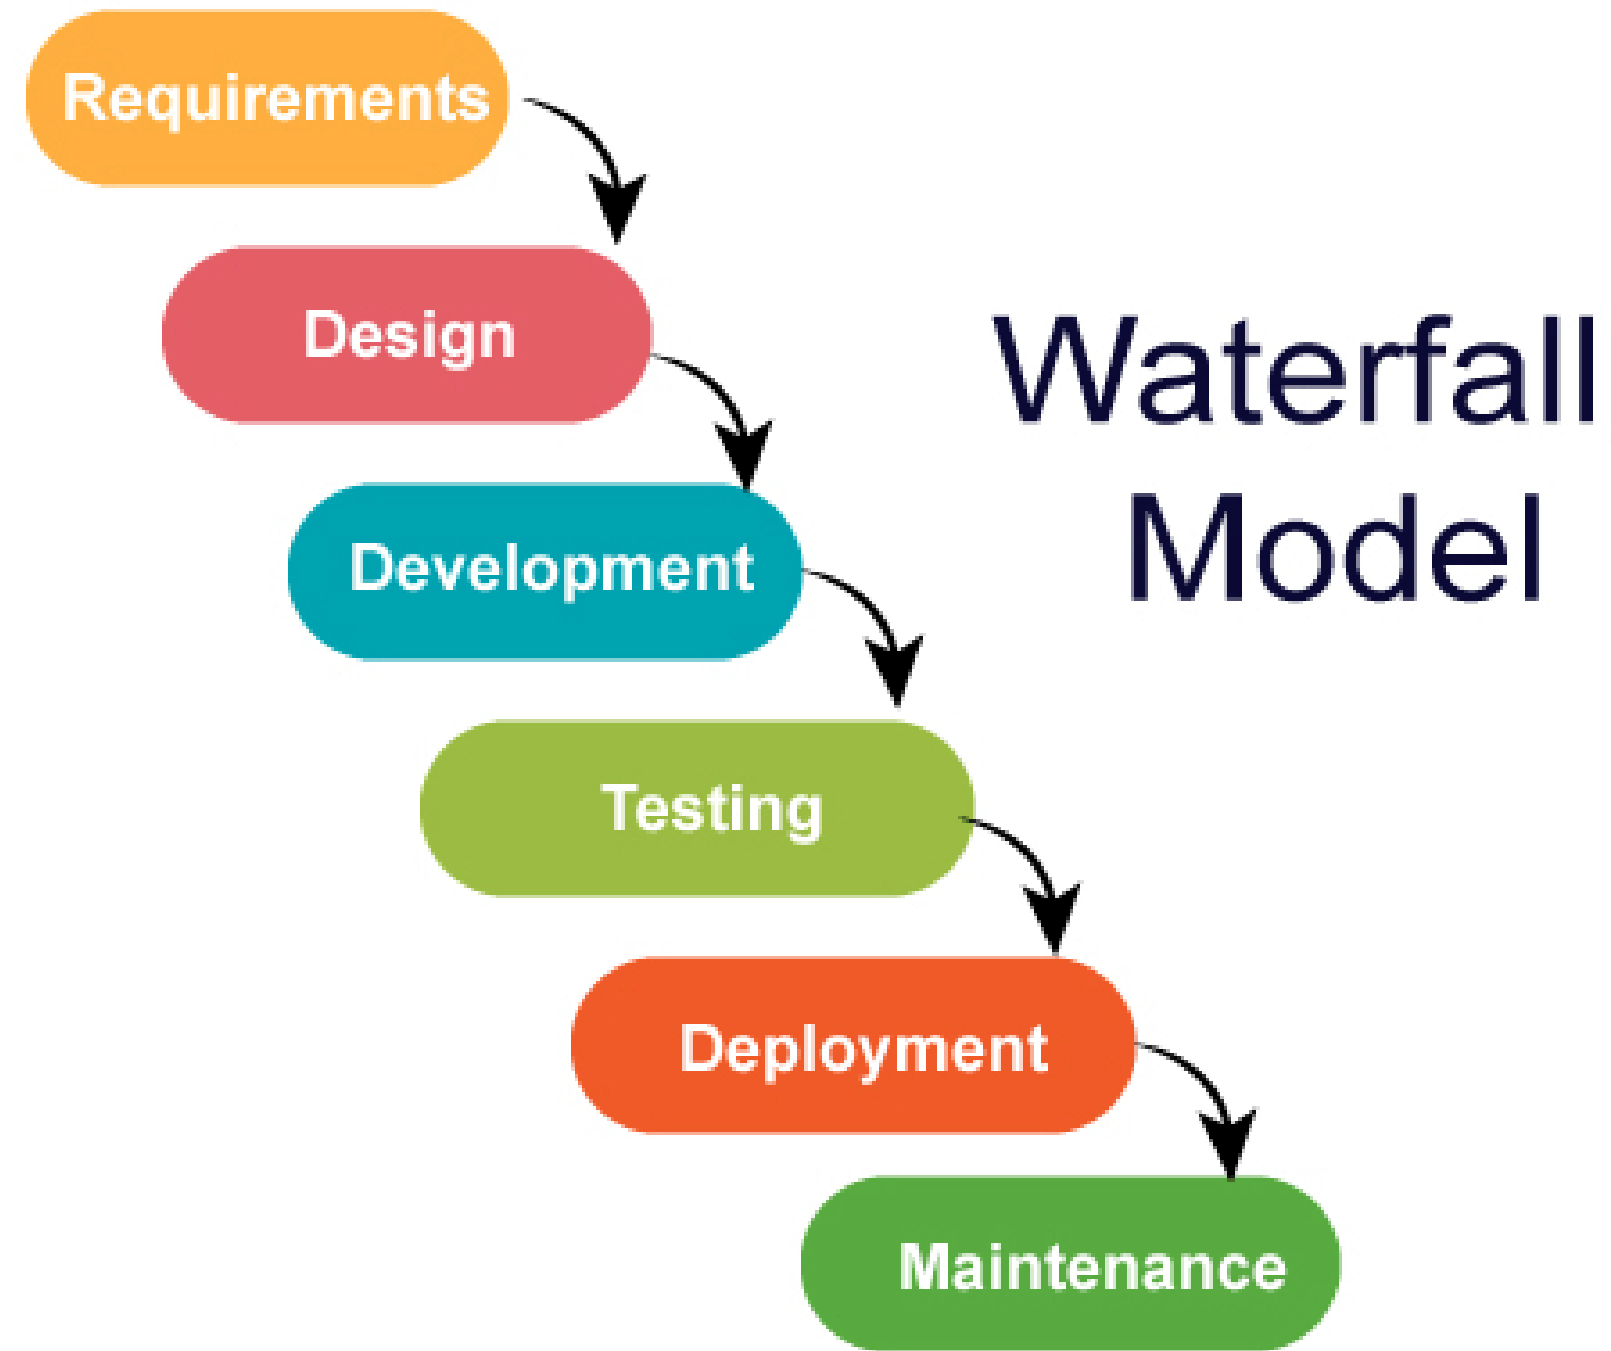 Requirements
Design
Waterfall
Model
Development
Testing
Deployment
Maintenance